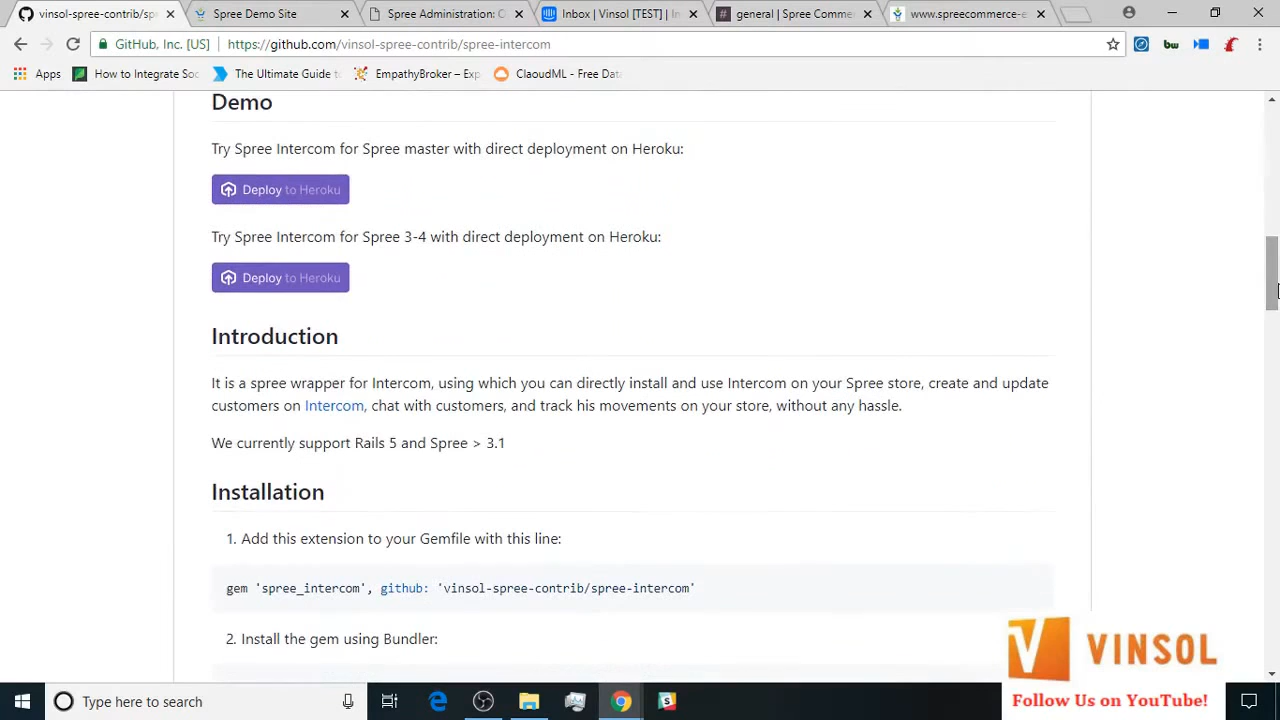 vinsol-spree-contrib/sp
Spree Demo Site
Spree Administration: O
Inbox | Vinsol [TEST] | In
general | Spree Comme
www.spreecommerce-e
GitHub, Inc. [US]
https://github.com/vinsol-spree-contrib/spree-intercom
bw
Apps
How to Integrate Soc
The Ultimate Guide to
EmpathyBroker – Exp
ClaoudML - Free Data
Demo
Try Spree Intercom for Spree master with direct deployment on Heroku:
Deploy to Heroku
Try Spree Intercom for Spree 3-4 with direct deployment on Heroku:
Deploy to Heroku
Introduction
It is a spree wrapper for Intercom, using which you can directly install and use Intercom on your Spree store, create and update
customers on Intercom, chat with customers, and track his movements on your store, without any hassle.
We currently support Rails 5 and Spree > 3.1
Installation
1. Add this extension to your Gemfile with this line:
gem 'spree_intercom', github: 'vinsol-spree-contrib/spree-intercom'
2. Install the gem using Bundler:
VINSOL
Follow Us on YouTube!
Type here to search